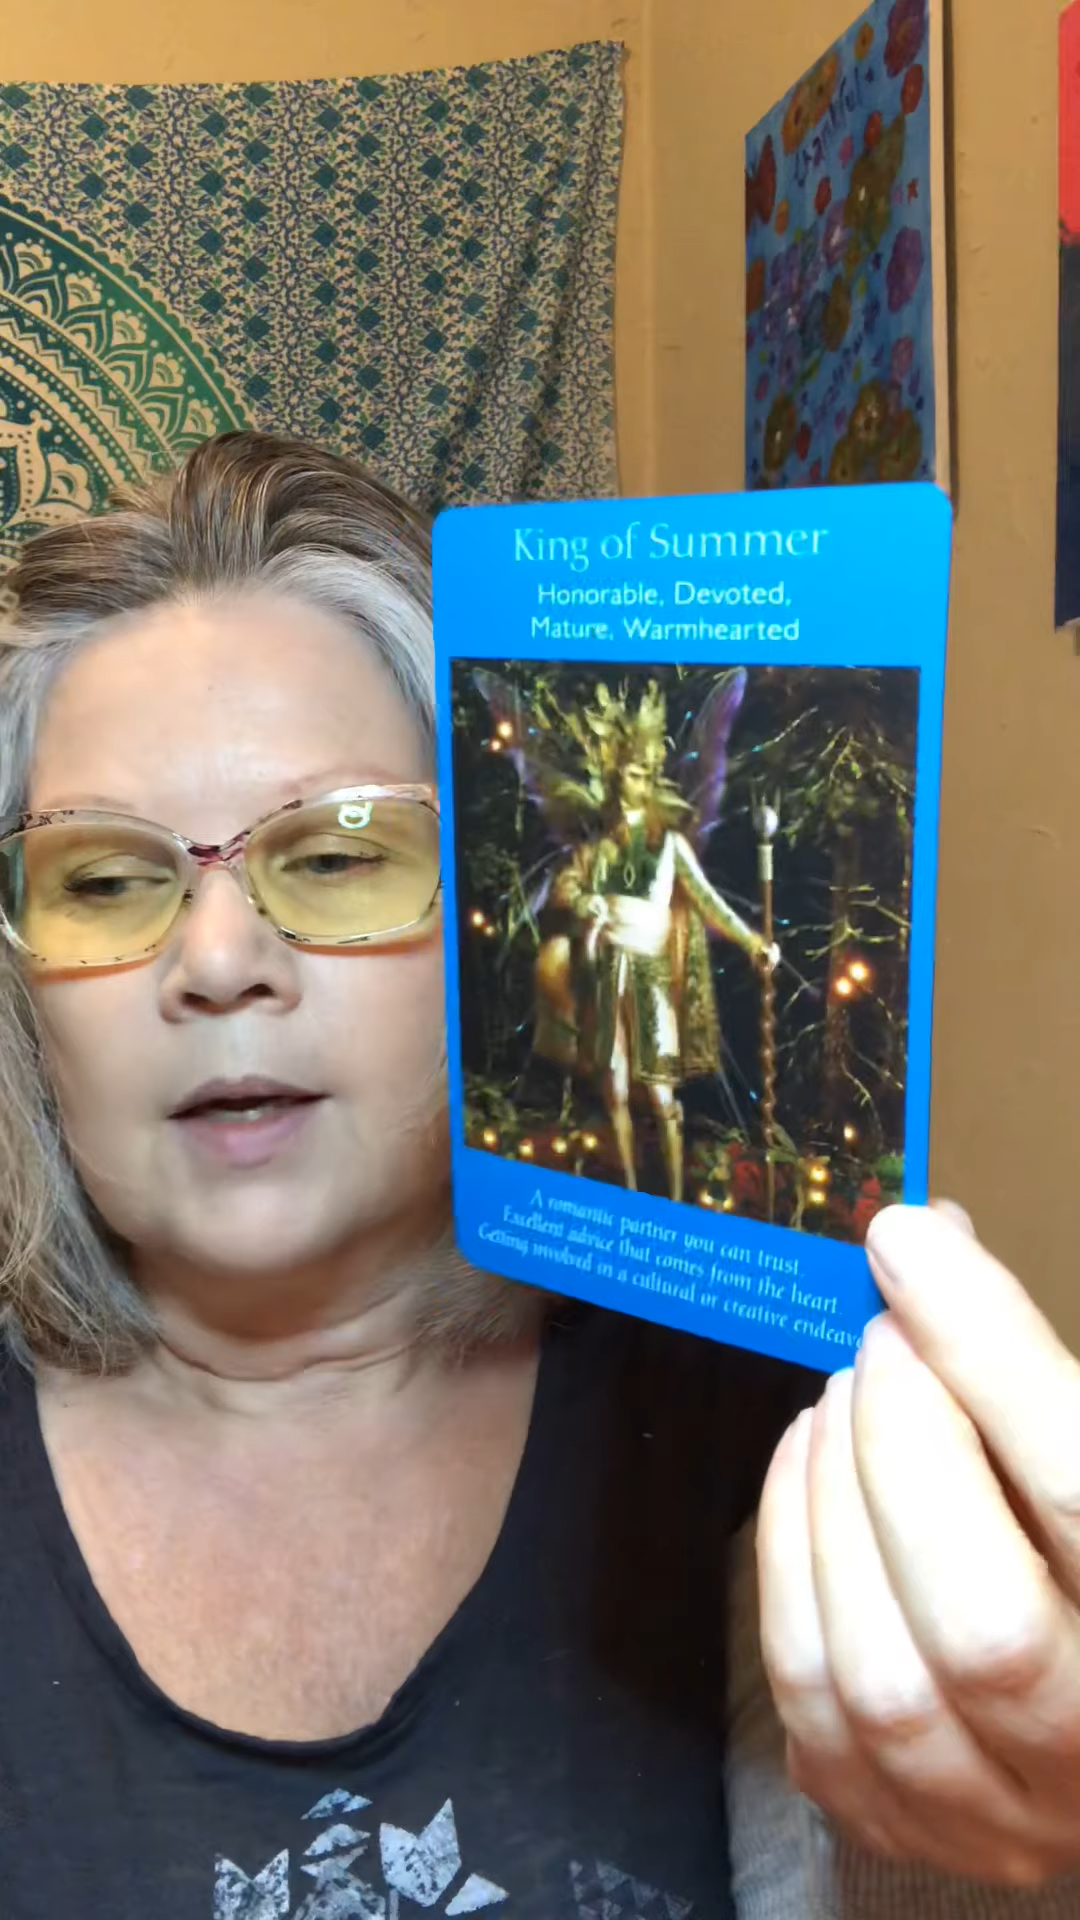 thankful
King of Summer
Honorable, Devoted,
Mature, Warmhearted
A romantic partner you can trust.
Excellent advice that comes from the heart.
Getting involved in a cultural or creative